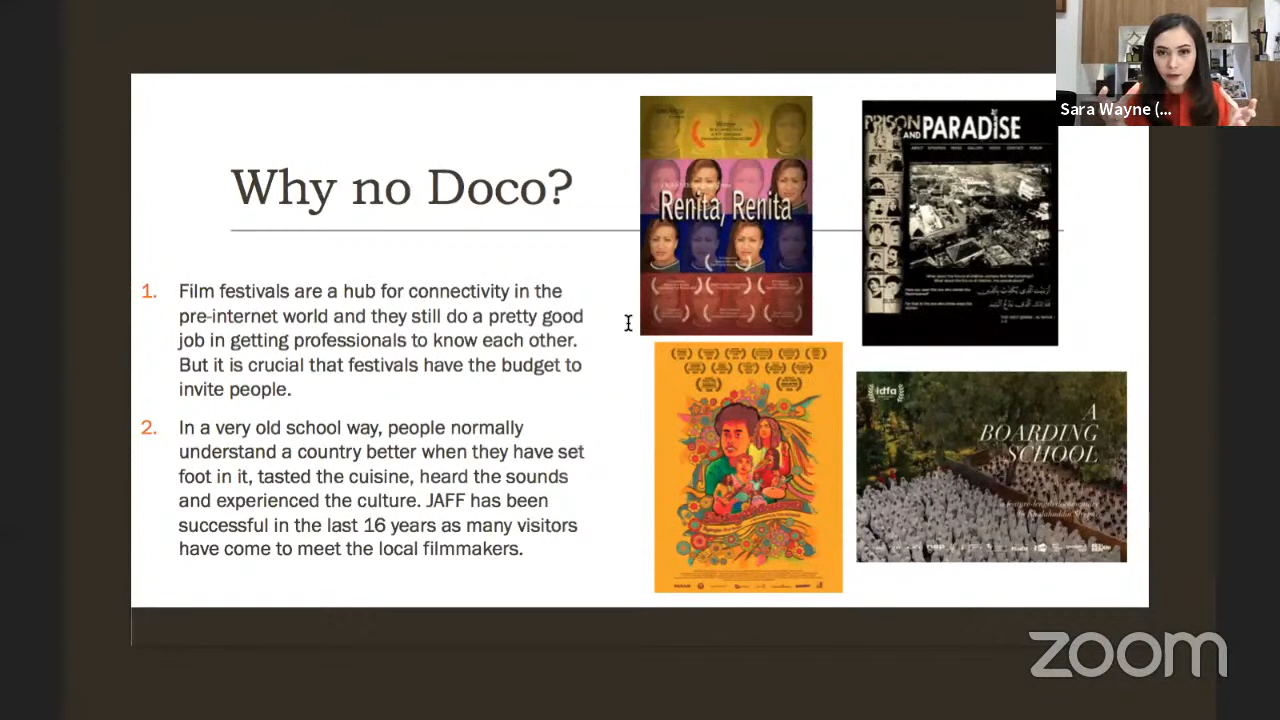 Why no Doco?
1. Film festivals are a hub for connectivity in the
pre-internet world and they still do a pretty good
job in getting professionals to know each other.
But it is crucial that festivals have the budget to
invite people.
2. In a very old school way, people normally
understand a country better when they have set
foot in it, tasted the cuisine, heard the sounds
and experienced the culture. JAFF has been
successful in the last 16 years as many visitors
have come to meet the local filmmakers.
Renita, Renita
PRISON
AND PARADISE
idfa
A
BOARDING
SCHOOL
a feature-length documentary
Sara Wayne (...
zoom